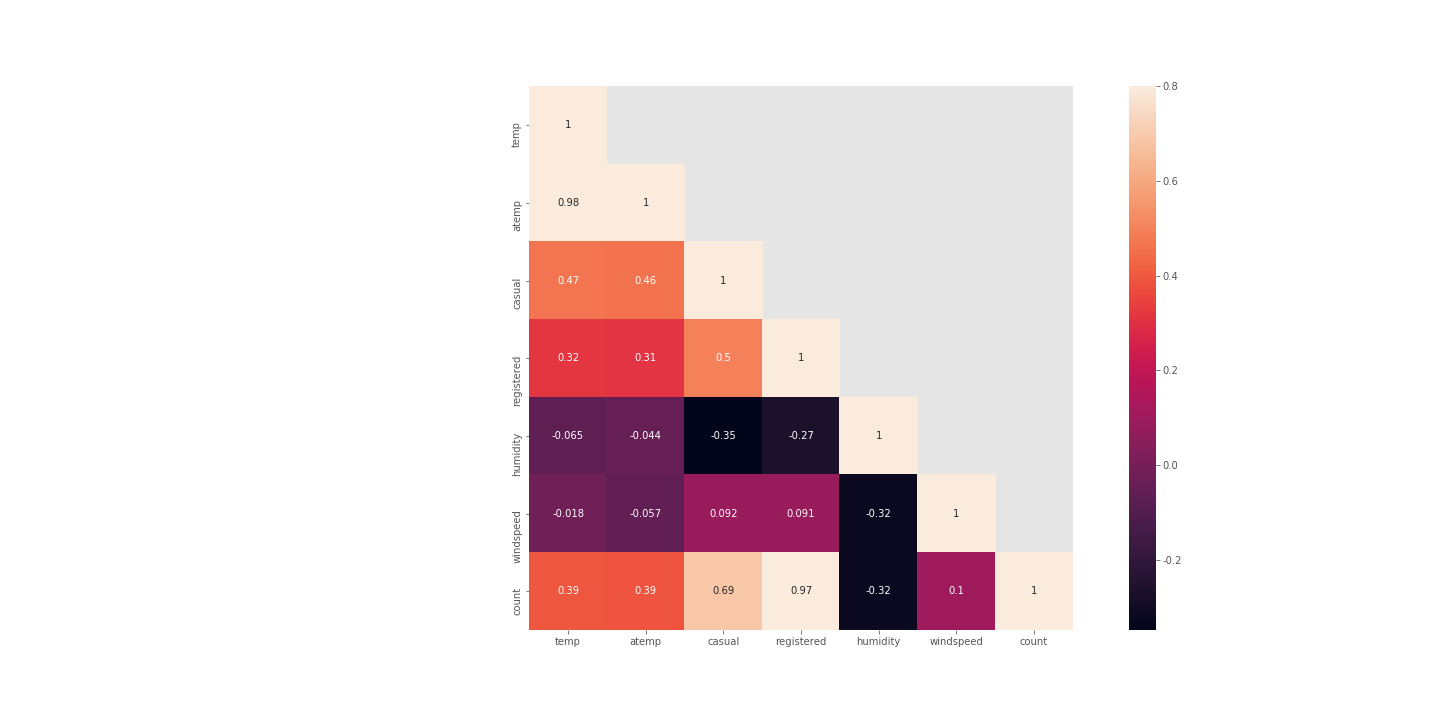 0.8
temp 1
0.6
atemp 0.98 1
casual 0.47 0.46 1
0.4
registered 0.32 0.31 0.5 1
0.2
humidity -0.065 -0.044 -0.35 -0.27 1
0.0
windspeed -0.018 -0.057 0.092 0.091 -0.32 1
-0.2
count 0.39 0.39 0.69 0.97 -0.32 0.1 1
temp atemp casual registered humidity windspeed count